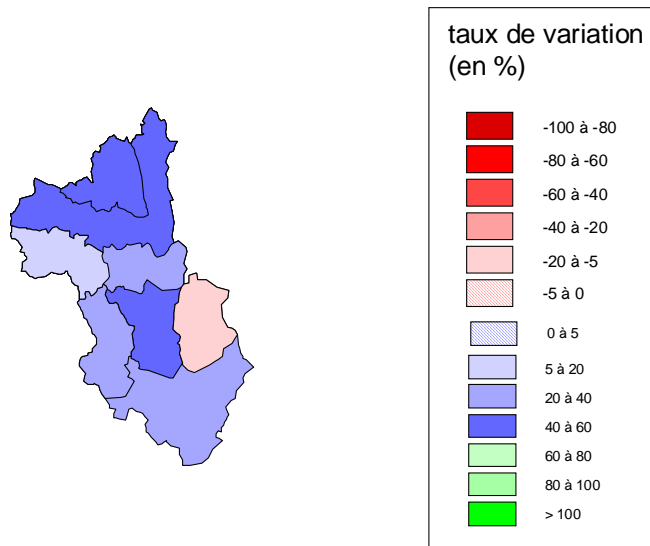 taux de variation
(en %)
-100 à -80
-80 à -60
-60 à -40
-40 à -20
-20 à -5
-5 à 0
0 à 5
5 à 20
20 à 40
40 à 60
60 à 80
80 à 100
> 100